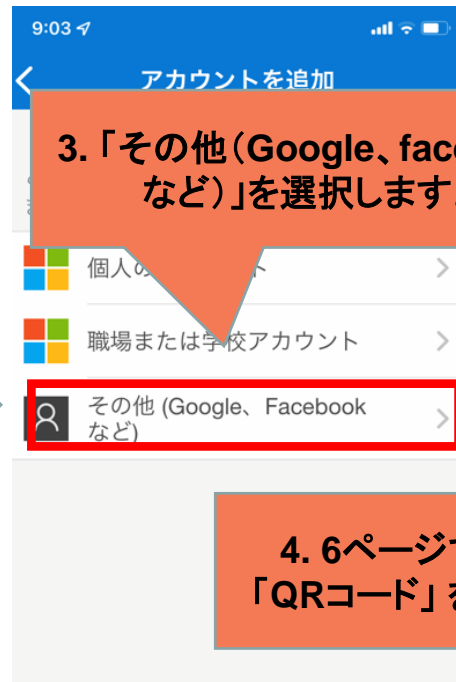 9:03
アカウントを追加
3. 「その他（Google、face
など）」を選択します
個人の
ト
職場または学校アカウント
その他 (Google、Facebook
など)
4. 6ページ
「QRコード」を